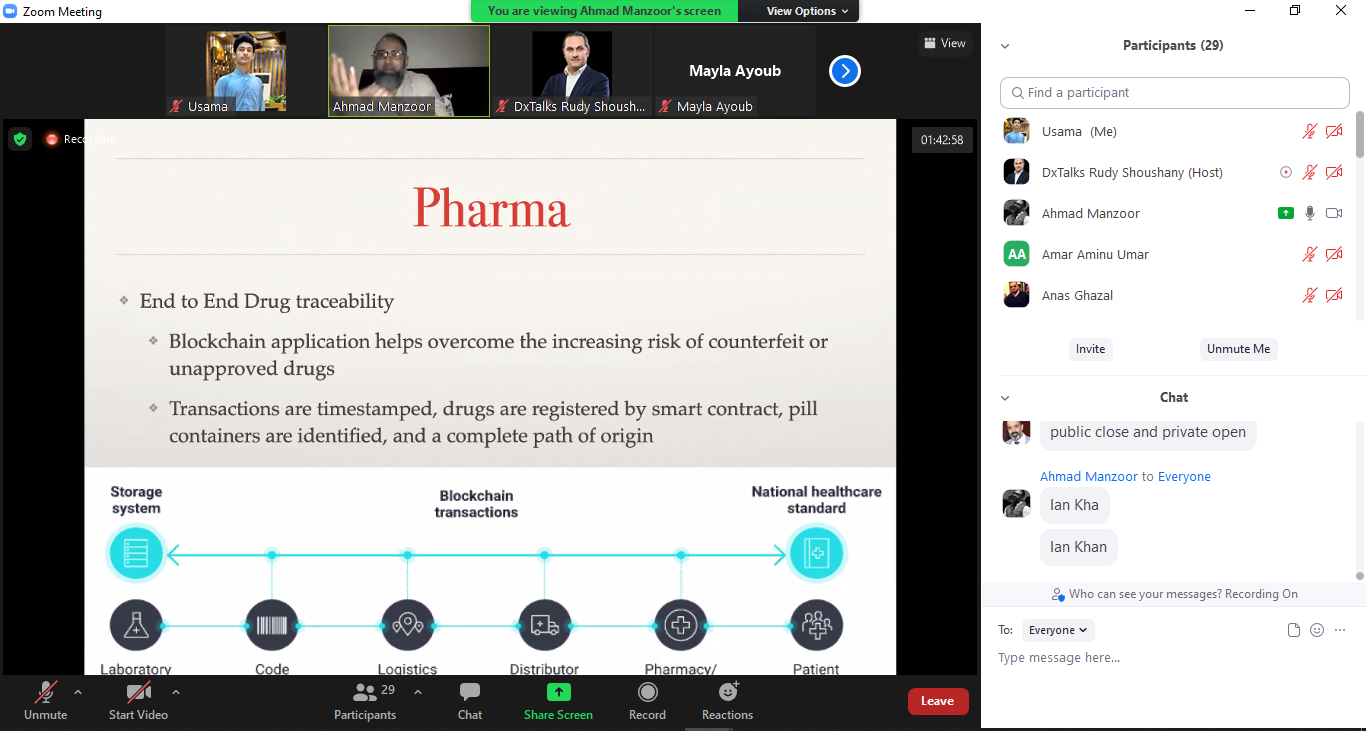 Zoom Meeting
You are viewing Ahmad Manzoor's screen
View Options
Usama
Ahmad Manzoor
DxTalks Rudy Shoush...
Mayla Ayoub
Mayla Ayoub
View
Recording
01:42:58
Pharma
End to End Drug traceability
Blockchain application helps overcome the increasing risk of counterfeit or
unapproved drugs
Transactions are timestamped, drugs are registered by smart contract, pill
containers are identified, and a complete path of origin
Storage
system
Blockchain
transactions
National healthcare
standard
Laboratory
Code
Logistics
Distributor
Pharmacy/
Patient
Unmute
Start Video
29
Participants
Chat
Share Screen
Record
Reactions
Leave
Participants (29)
Find a participant
Usama (Me)
DxTalks Rudy Shoushany (Host)
Ahmad Manzoor
AA
Amar Aminu Umar
Anas Ghazal
Invite
Unmute Me
Chat
public close and private open
Ahmad Manzoor to Everyone
Ian Kha
Ian Khan
Who can see your messages? Recording On
To: Everyone
Type message here...